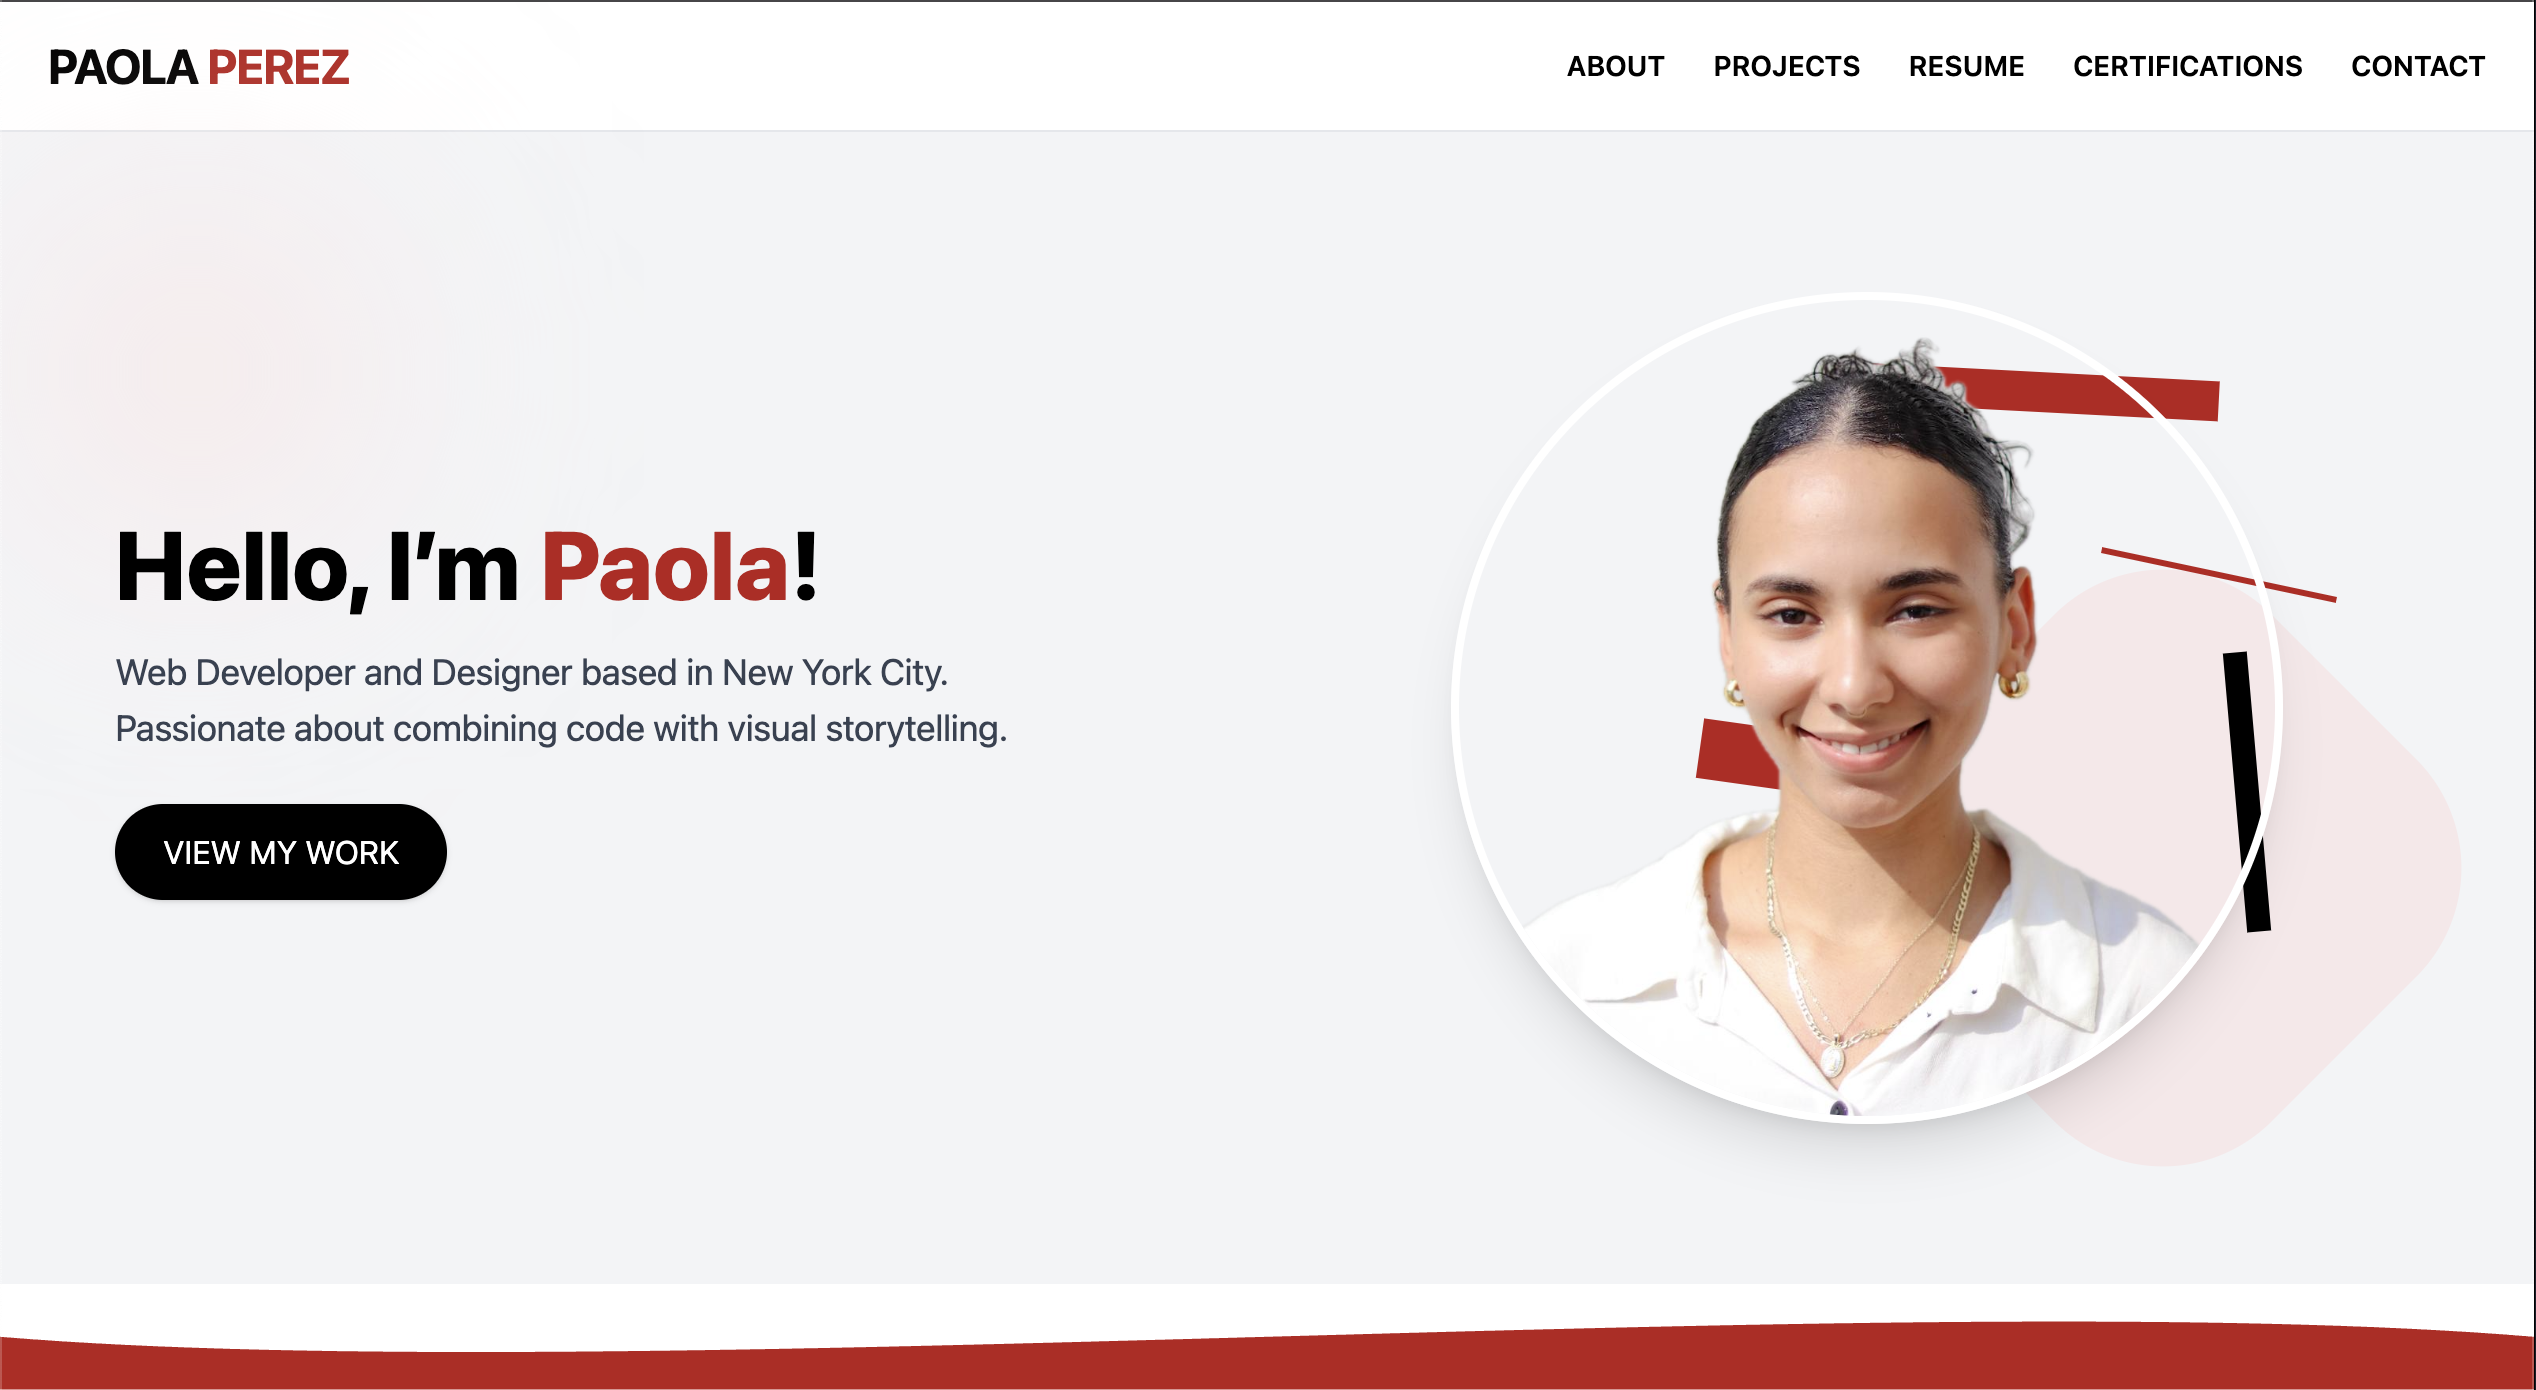 PAOLA PEREZ
ABOUT PROJECTS RESUME CERTIFICATIONS CONTACT
Hello, I’m Paola!
Web Developer and Designer based in New York City.
Passionate about combining code with visual storytelling.
VIEW MY WORK